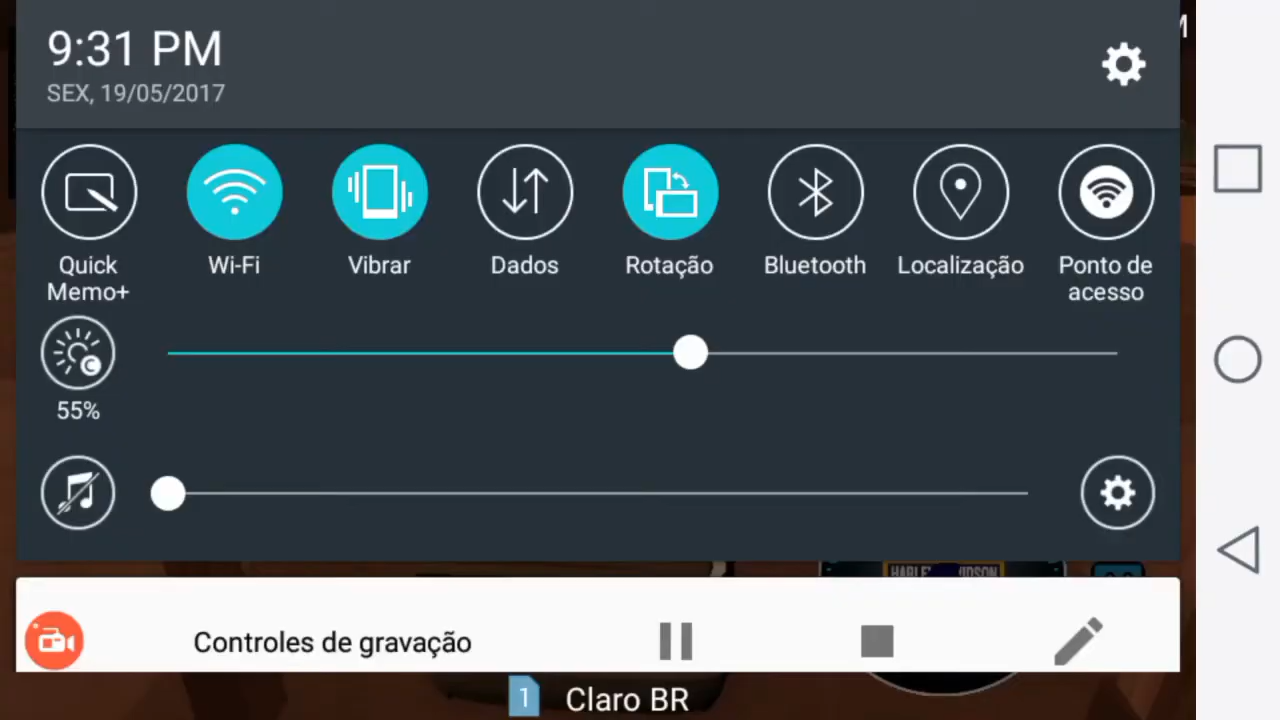 9:31 PM
SEX, 19/05/2017
Quick Memo+
Wi-Fi
Vibrar
Dados
Rotação
Bluetooth
Localização
Ponto de acesso
55%
Controles de gravação
1 Claro BR